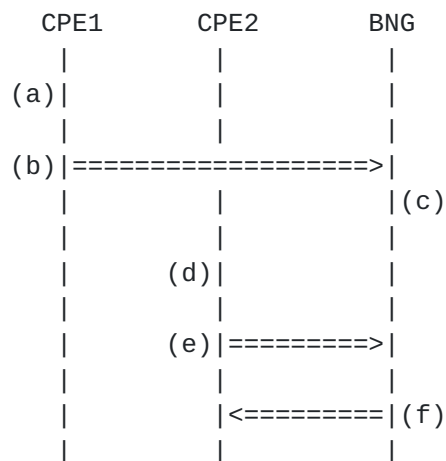 CPE1 CPE2 BNG
| | |
(a)| | |
| | |
(b)|===================>|
| | |(c)
| | |
| (d)| |
| | |
| (e)|=========>|
| | |
| |<=========|(f)
| | |